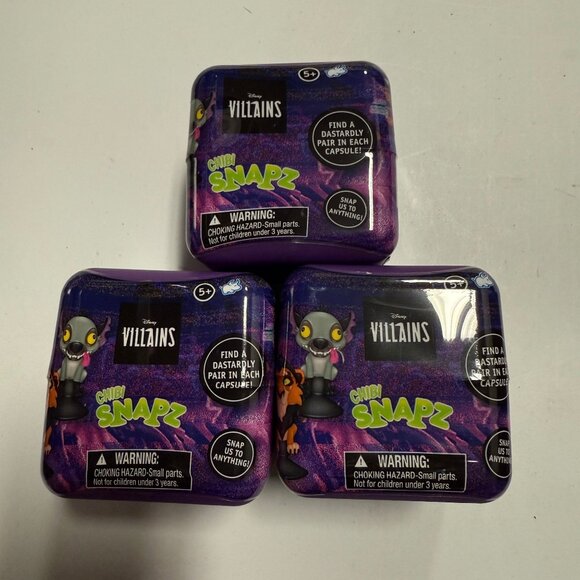 5+
Disney
VILLAINS
FIND A
DASTARDLY
PAIR IN EACH
CAPSULE!
CHIBI
SNAPZ
SNAP
US TO
ANYTHING!
WARNING:
CHOKING HAZARD-Small parts.
Not for children under 3 years.
5+
Disney
VILLAINS
FIND A
DASTARDLY
PAIR IN EACH
CAPSULE!
CHIBI
SNAPZ
SNAP
US TO
ANYTHING!
WARNING:
CHOKING HAZARD-Small parts.
Not for children under 3 years.
5+
Disney
VILLAINS
FIND A
DASTARDLY
PAIR IN EACH
CAPSULE!
CHIBI
SNAPZ
SNAP
US TO
WARNING:
CHOKING HAZARD-Small parts.
Not for children under 3 years.